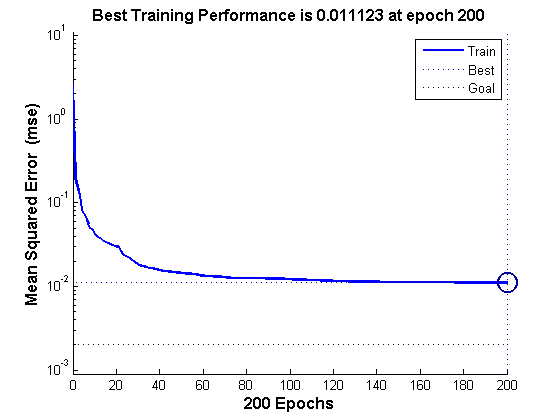 Best Training Performance is 0.011123 at epoch 200
10^1
10^0
10^-1
10^-2
10^-3
Mean Squared Error (mse)
Train
Best
Goal
0 20 40 60 80 100 120 140 160 180 200
200 Epochs